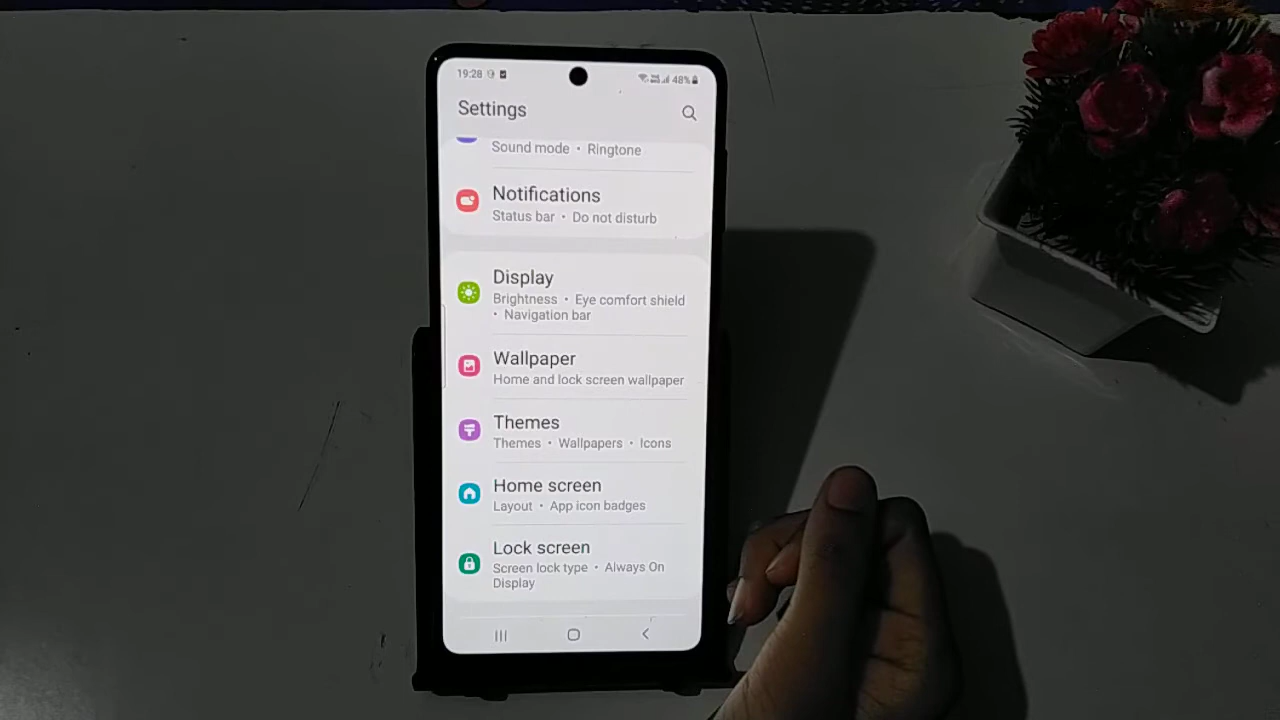 19:28 48%
Settings
Sound mode • Ringtone
Notifications
Status bar • Do not disturb
Display
Brightness • Eye comfort shield
• Navigation bar
Wallpaper
Home and lock screen wallpaper
Themes
Themes • Wallpapers • Icons
Home screen
Layout • App icon badges
Lock screen
Screen lock type • Always On
Display